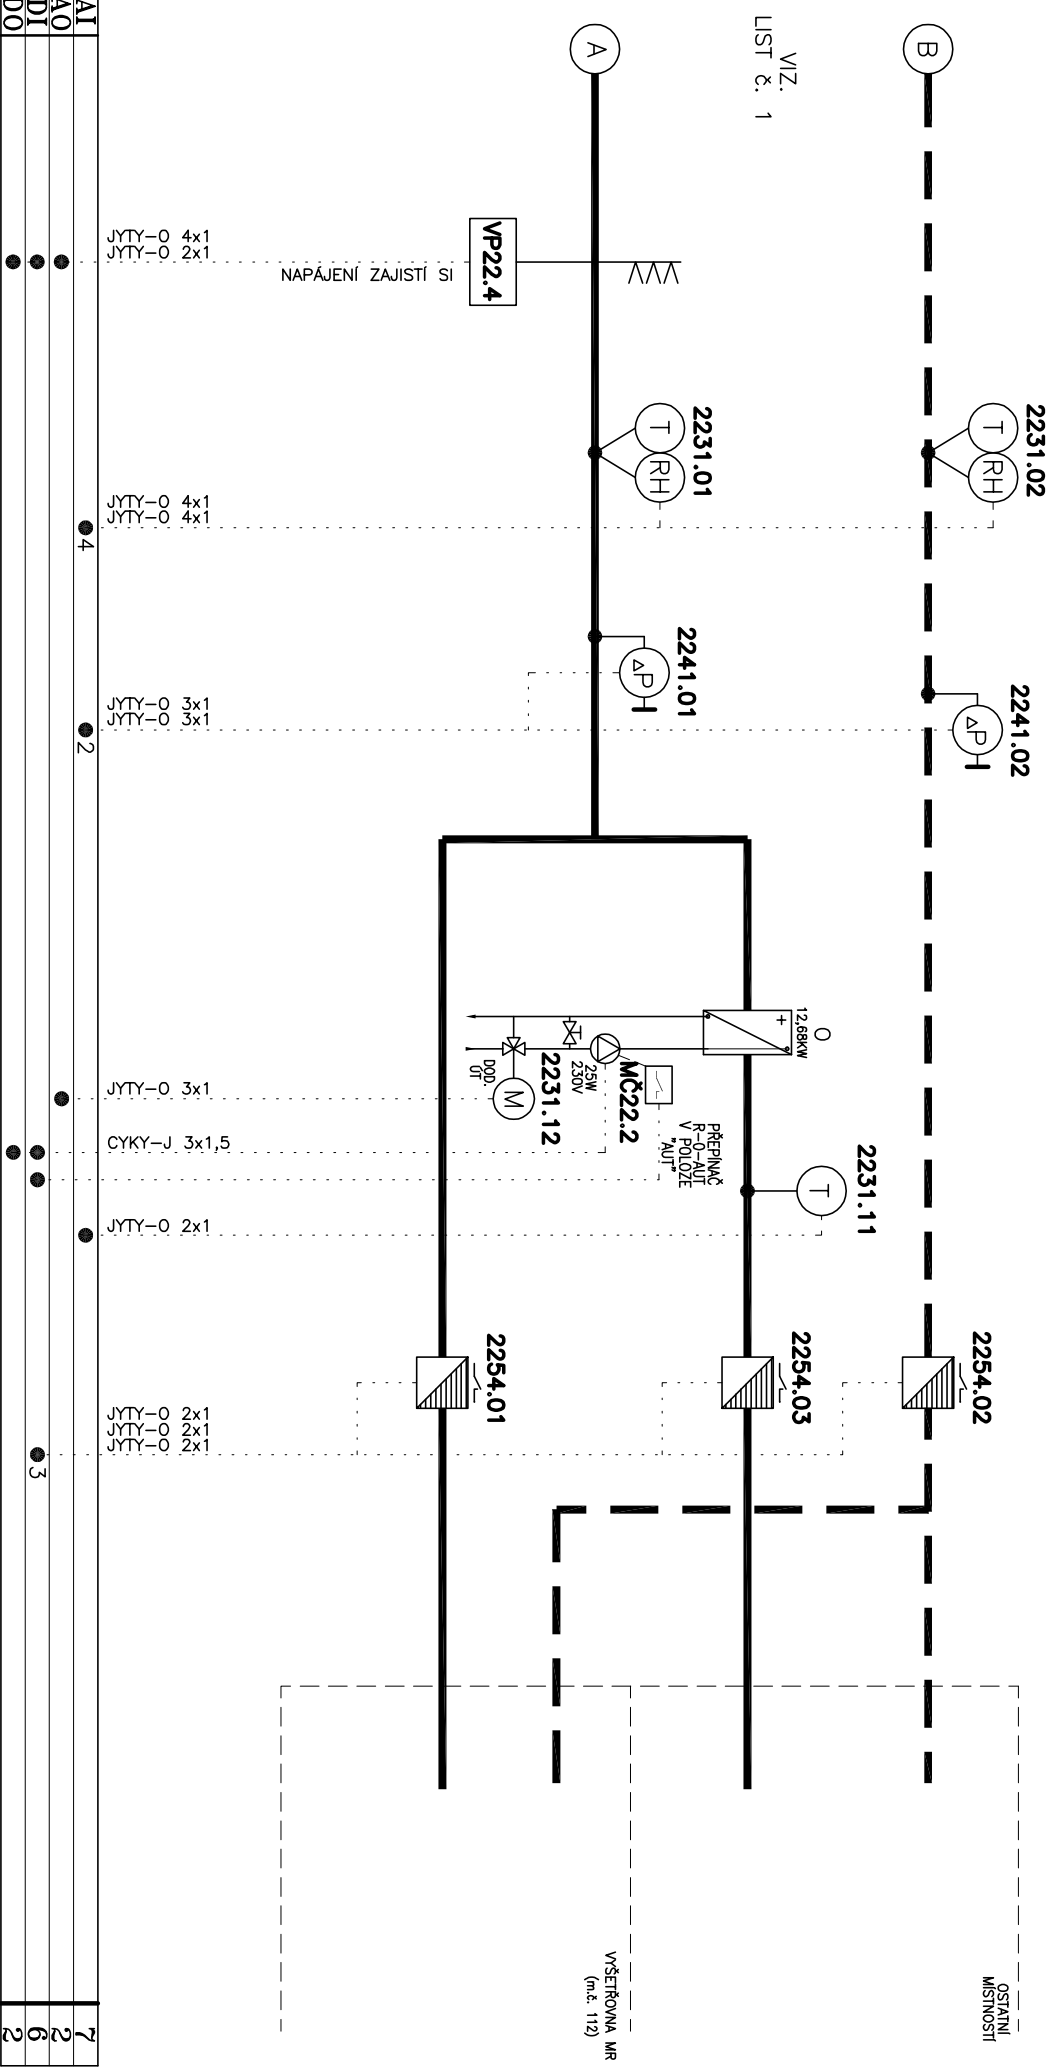 B
A
VIZ.
LIST č. 1
2231.02
T
RH
2241.02
ΔP
2254.02
OSTATNÍ
MÍSTNOSTÍ
2231.01
T
RH
2241.01
ΔP
O
12,68KW
+
2231.11
T
2254.03
PŘEPÍNAČ
R-O-AUT
V POLOZE
"AUT"
MČ22.2
25W
230V
2231.12
M
DOD.
ÚT
VP22.4
NAPÁJENÍ ZAJISTÍ SI
2254.01
VYŠETŘOVNA MR
(m.č. 112)
JYTY-O 4x1
JYTY-O 2x1
JYTY-O 4x1
JYTY-O 4x1
JYTY-O 3x1
JYTY-O 3x1
JYTY-O 3x1
CYKY-J 3x1,5
JYTY-O 2x1
JYTY-O 2x1
JYTY-O 2x1
JYTY-O 2x1
AI 4 2 7
AO 2
DI 3 6
DO 2